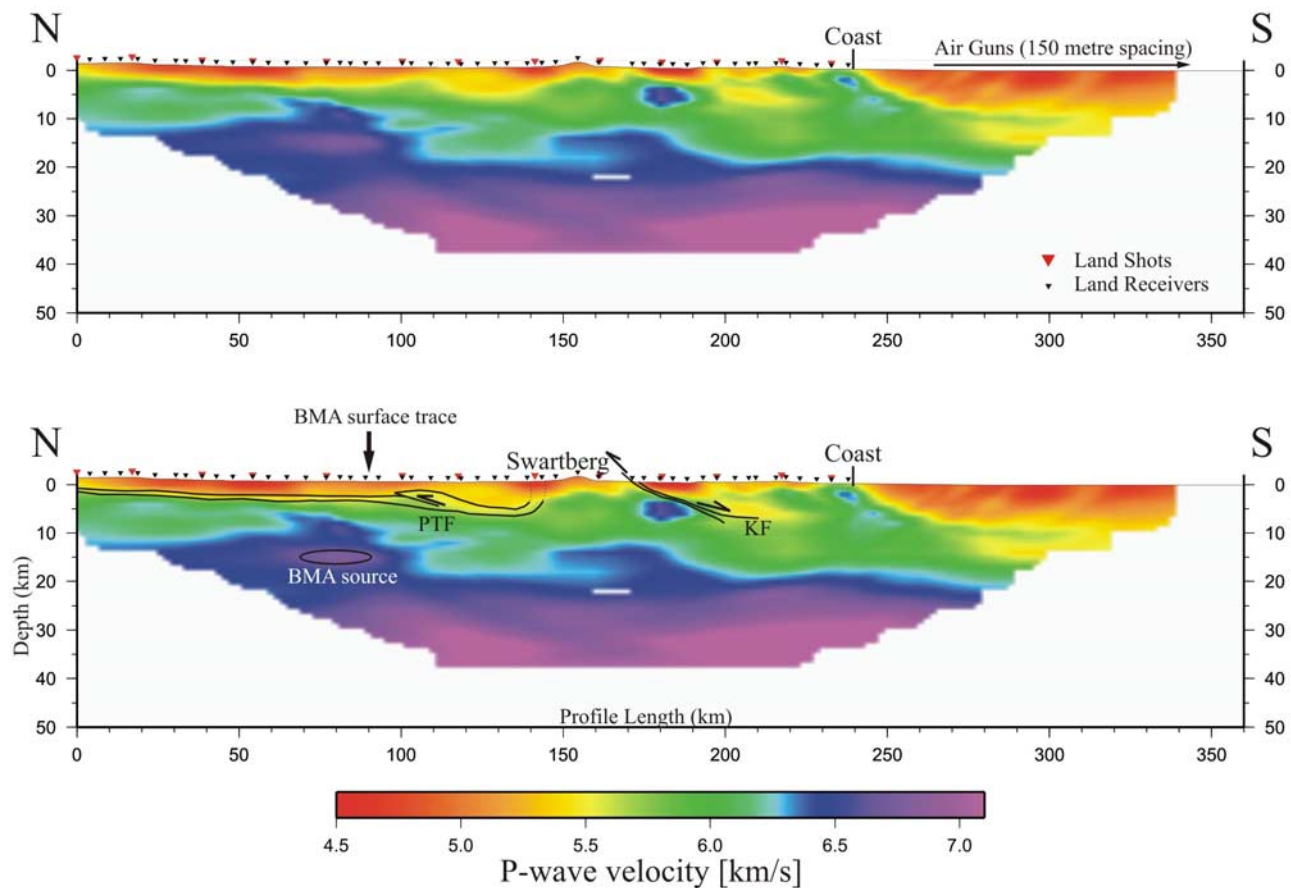 N
S
Coast
Air Guns (150 metre spacing)
0
10
20
30
40
50
0
10
20
30
40
50
Land Shots
Land Receivers
0 50 100 150 200 250 300 350
BMA surface trace
N
S
Swartberg
Coast
PTF
KF
BMA source
0
10
20
30
40
50
Depth (km)
0
10
20
30
40
50
Profile Length (km)
0 50 100 150 200 250 300 350
4.5 5.0 5.5 6.0 6.5 7.0
P-wave velocity [km/s]